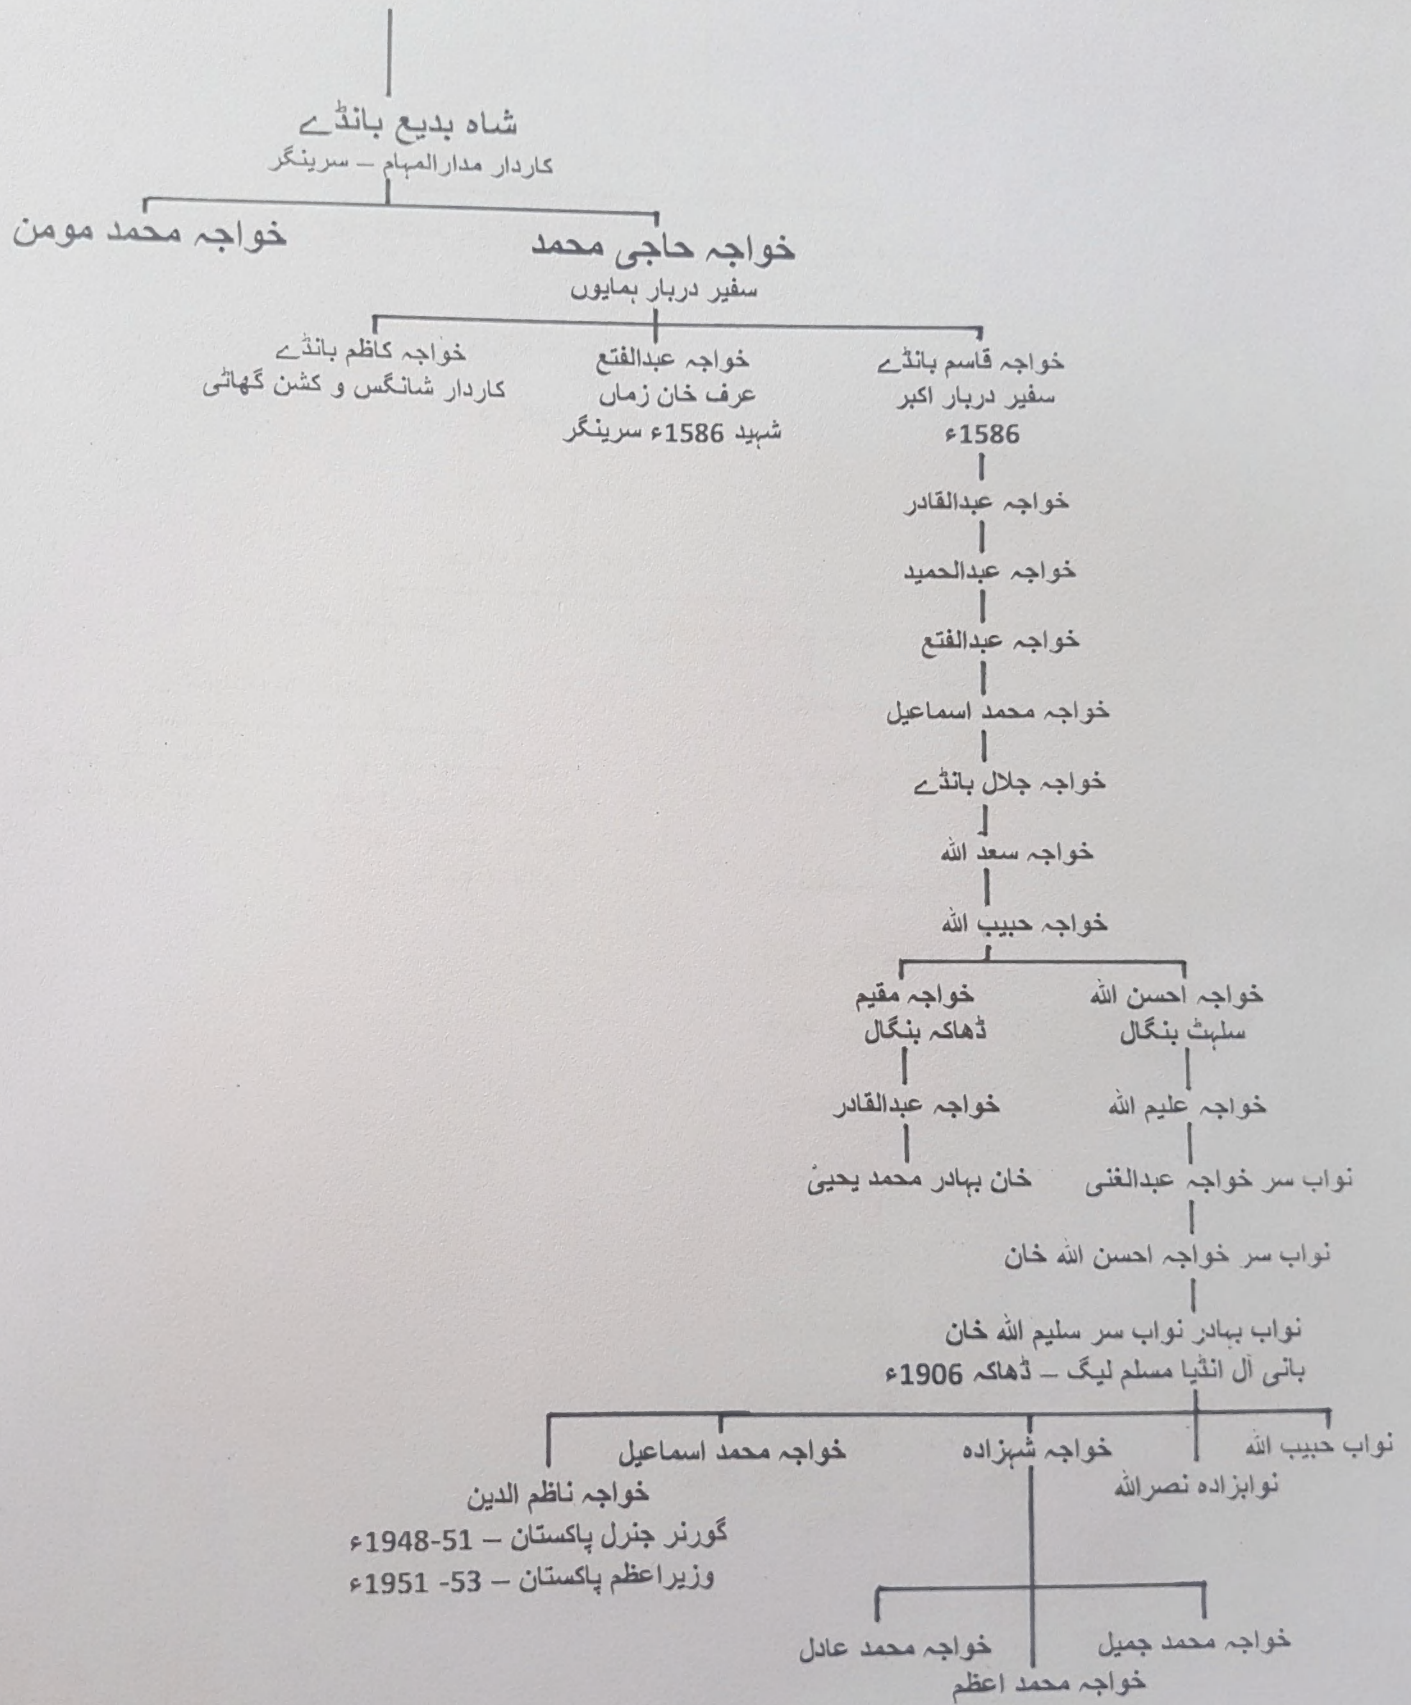 شاہ بدیع بانڈے
کاردار مدارالمہام – سرینگر
خواجہ حاجی محمد
خواجہ محمد مومن
سفیر دربار ہمایوں
خواجہ قاسم بانڈے
خواجہ عبدالفتع
خواجہ کاظم بانڈے
سفیر دربار اکبر
عرف خان زماں
کاردار شانگس و کشن گھاٹی
1586ء
شہید 1586ء سرینگر
خواجہ عبدالقادر
خواجہ عبدالحمید
خواجہ عبدالفتع
خواجہ محمد اسماعیل
خواجہ جلال بانڈے
خواجہ سعد اللہ
خواجہ حبیب اللہ
خواجہ احسن اللہ
خواجہ مقیم
سلہٹ بنگال
ڈھاکہ بنگال
خواجہ علیم اللہ
خواجہ عبدالقادر
نواب سر خواجہ عبدالغنی
خان بہادر محمد یحییٰ
نواب سر خواجہ احسن اللہ خان
نواب بہادر نواب سر سلیم اللہ خان
بانی آل انڈیا مسلم لیگ – ڈھاکہ 1906ء
نواب حبیب اللہ
خواجہ شہزادہ
خواجہ محمد اسماعیل
نوابزادہ نصراللہ
خواجہ ناظم الدین
گورنر جنرل پاکستان – 51-1948ء
وزیراعظم پاکستان – 53- 1951ء
خواجہ محمد جمیل
خواجہ محمد عادل
خواجہ محمد اعظم